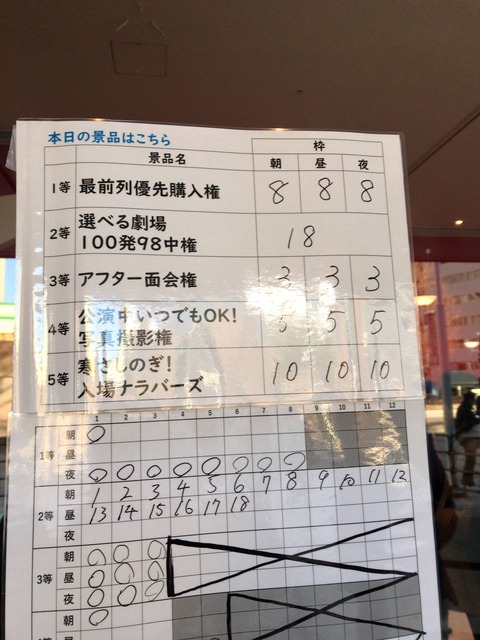 本日の景品はこちら
景品名 枠
朝 昼 夜
1等 最前列優先購入権 8 8 8
2等 選べる劇場
100発98中権 18
3等 アフター面会権 3 3 3
4等 公演中いつでもOK!
写真撮影権 5 5 5
5等 寒さしのぎ!
入場ナラバーズ 10 10 10
1 2 3 4 5 6 7 8 9 10 11 12
1等 朝 〇
昼
夜 〇 〇 〇 〇 〇 〇 〇 〇
2等 朝 1 2 3 4 5 6 7 8 9 10 11 12
昼 13 14 15 16 17 18
夜
3等 朝 〇 〇 〇
昼 〇 〇 〇
夜 〇 〇 〇
朝 〇